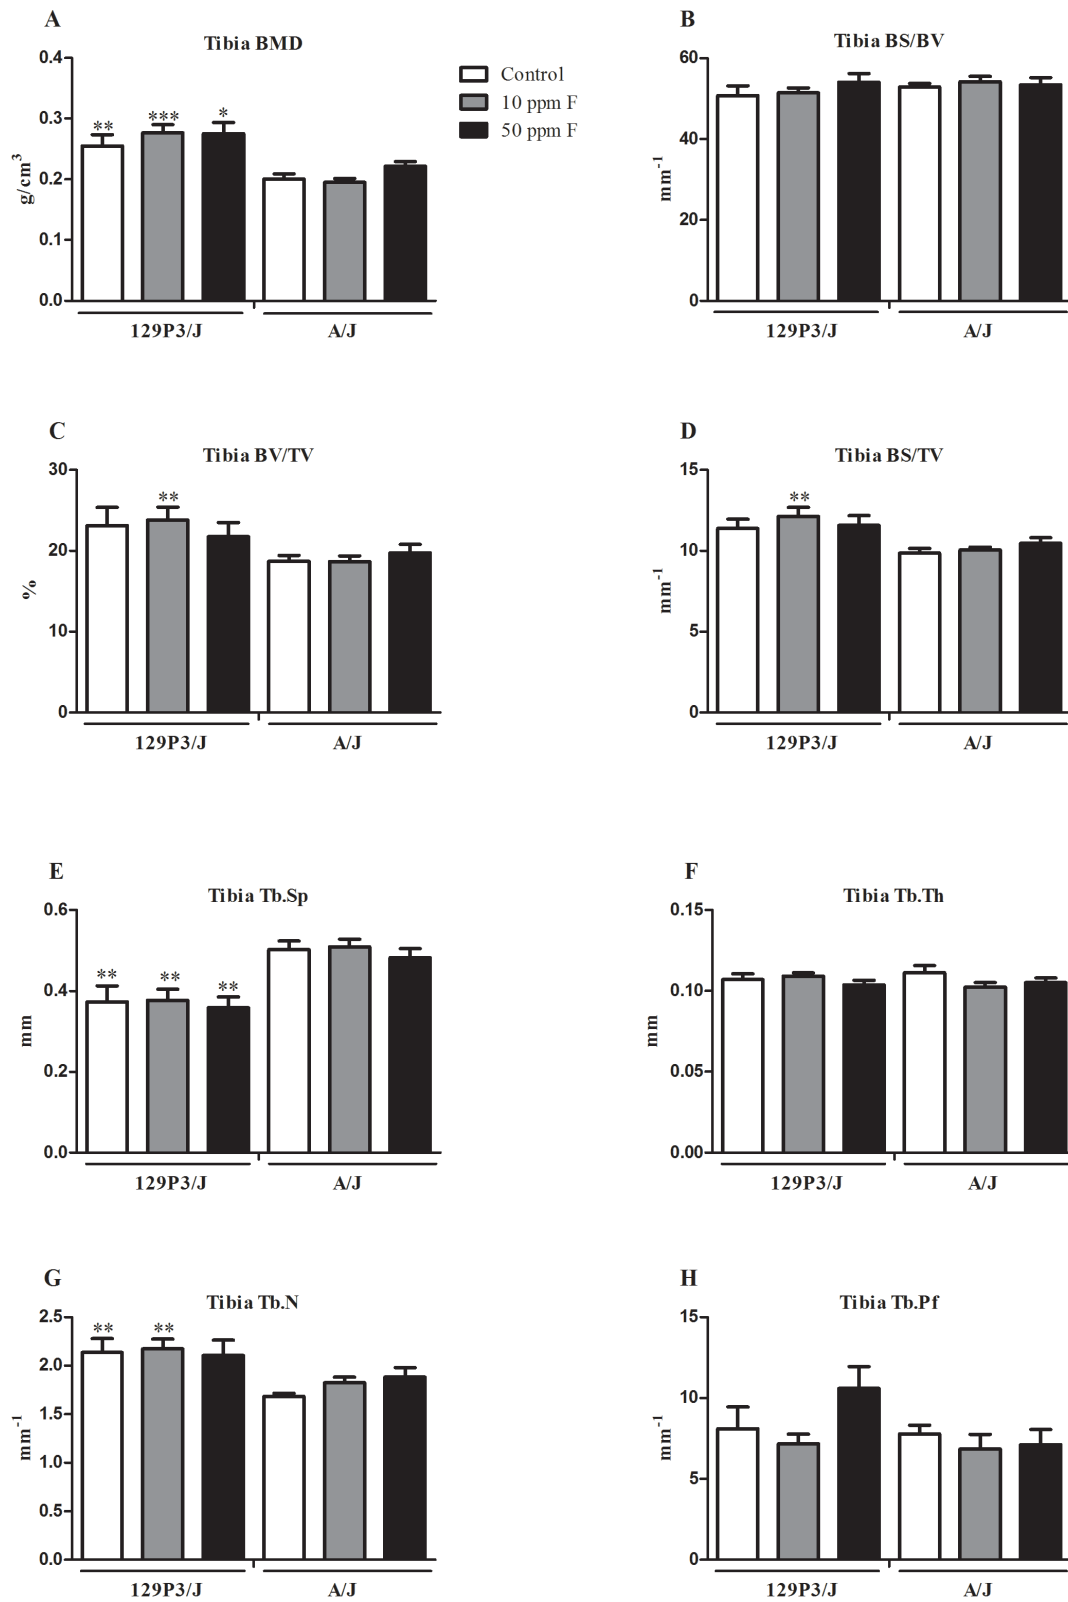 A
Tibia BMD
0.4
0.3
0.2
0.1
0.0
g/cm³
**
***
*
129P3/J
A/J
Control
10 ppm F
50 ppm F
B
Tibia BS/BV
60
40
20
0
mm⁻¹
129P3/J
A/J
C
Tibia BV/TV
30
20
10
0
%
**
129P3/J
A/J
D
Tibia BS/TV
15
10
5
0
mm⁻¹
**
129P3/J
A/J
E
Tibia Tb.Sp
0.6
0.4
0.2
0.0
mm
**
**
**
129P3/J
A/J
F
Tibia Tb.Th
0.15
0.10
0.05
0.00
mm
129P3/J
A/J
G
Tibia Tb.N
2.5
2.0
1.5
1.0
0.5
0.0
mm⁻¹
**
**
129P3/J
A/J
H
Tibia Tb.Pf
15
10
5
0
mm⁻¹
129P3/J
A/J